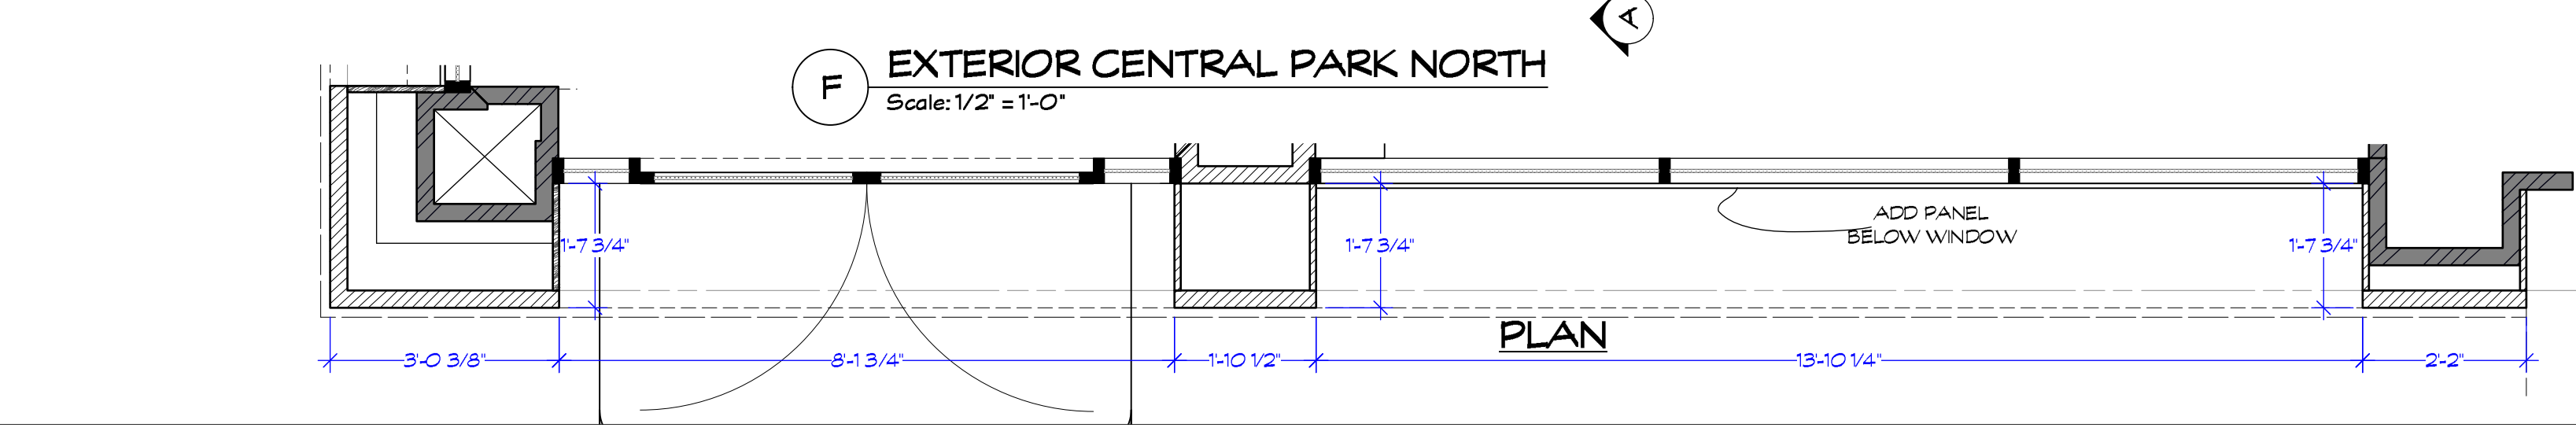 A
F
EXTERIOR CENTRAL PARK NORTH
Scale: 1/2" = 1'-0"
ADD PANEL
BELOW WINDOW
1'-7 3/4"
1'-7 3/4"
1'-7 3/4"
PLAN
3'-0 3/8"
8'-1 3/4"
1'-10 1/2"
13'-10 1/4"
2'-2"